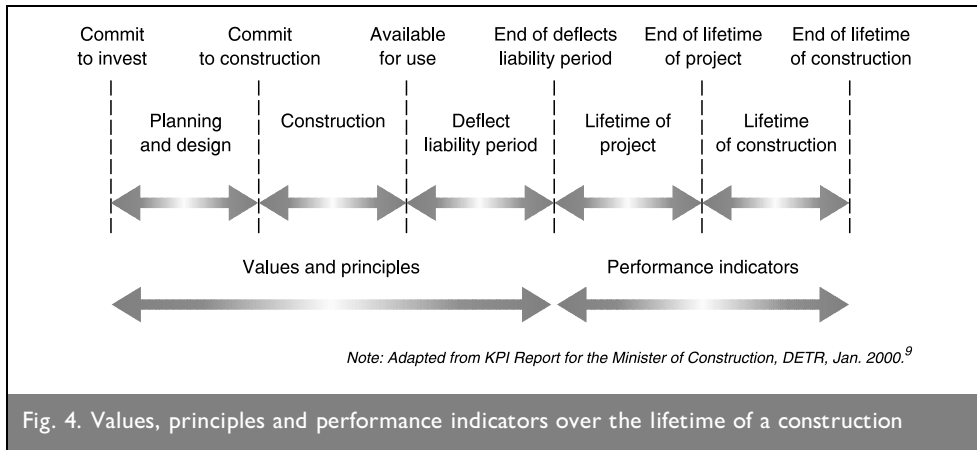 Commit
to invest
Commit
to construction
Available
for use
End of deflects
liability period
End of lifetime
of project
End of lifetime
of construction
Planning
and design
Construction
Deflect
liability period
Lifetime of
project
Lifetime
of construction
Values and principles
Performance indicators
Note: Adapted from KPI Report for the Minister of Construction, DETR, Jan. 2000.9
Fig. 4. Values, principles and performance indicators over the lifetime of a construction